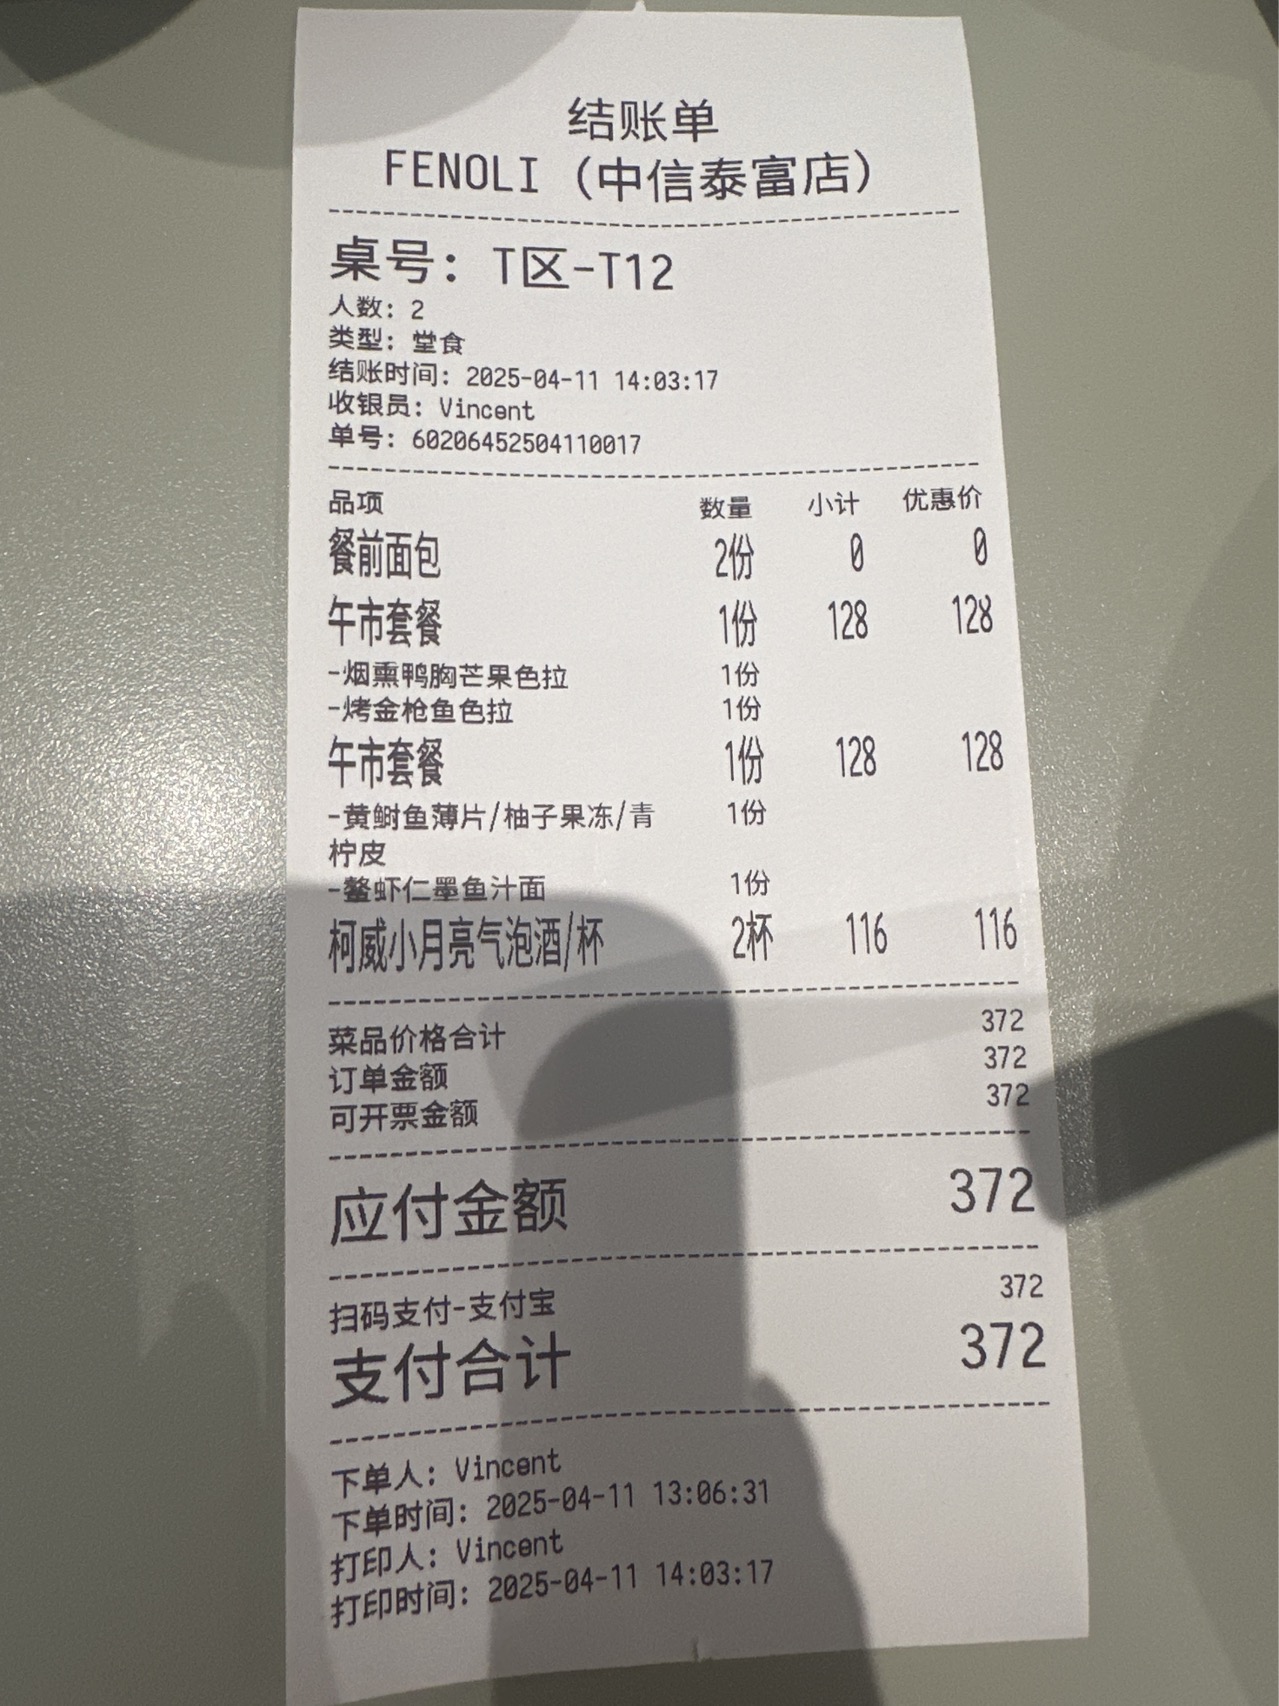 结账单
FENOLI（中信泰富店）
桌号：T区-T12
人数：2
类型：堂食
结账时间：2025-04-11 14:03:17
收银员：Vincent
单号：60206452504110017
品项 数量 小计 优惠价
餐前面包 2份 0 0
午市套餐 1份 128 128
-烟熏鸭胸芒果色拉 1份
-烤金枪鱼色拉 1份
午市套餐 1份 128 128
-黄鲥鱼薄片/柚子果冻/青 1份
柠皮
-鳌虾仁墨鱼汁面 1份
柯威小月亮气泡酒/杯 2杯 116 116
菜品价格合计 372
订单金额 372
可开票金额 372
应付金额 372
扫码支付-支付宝 372
支付合计 372
下单人：Vincent
下单时间：2025-04-11 13:06:31
打印人：Vincent
打印时间：2025-04-11 14:03:17